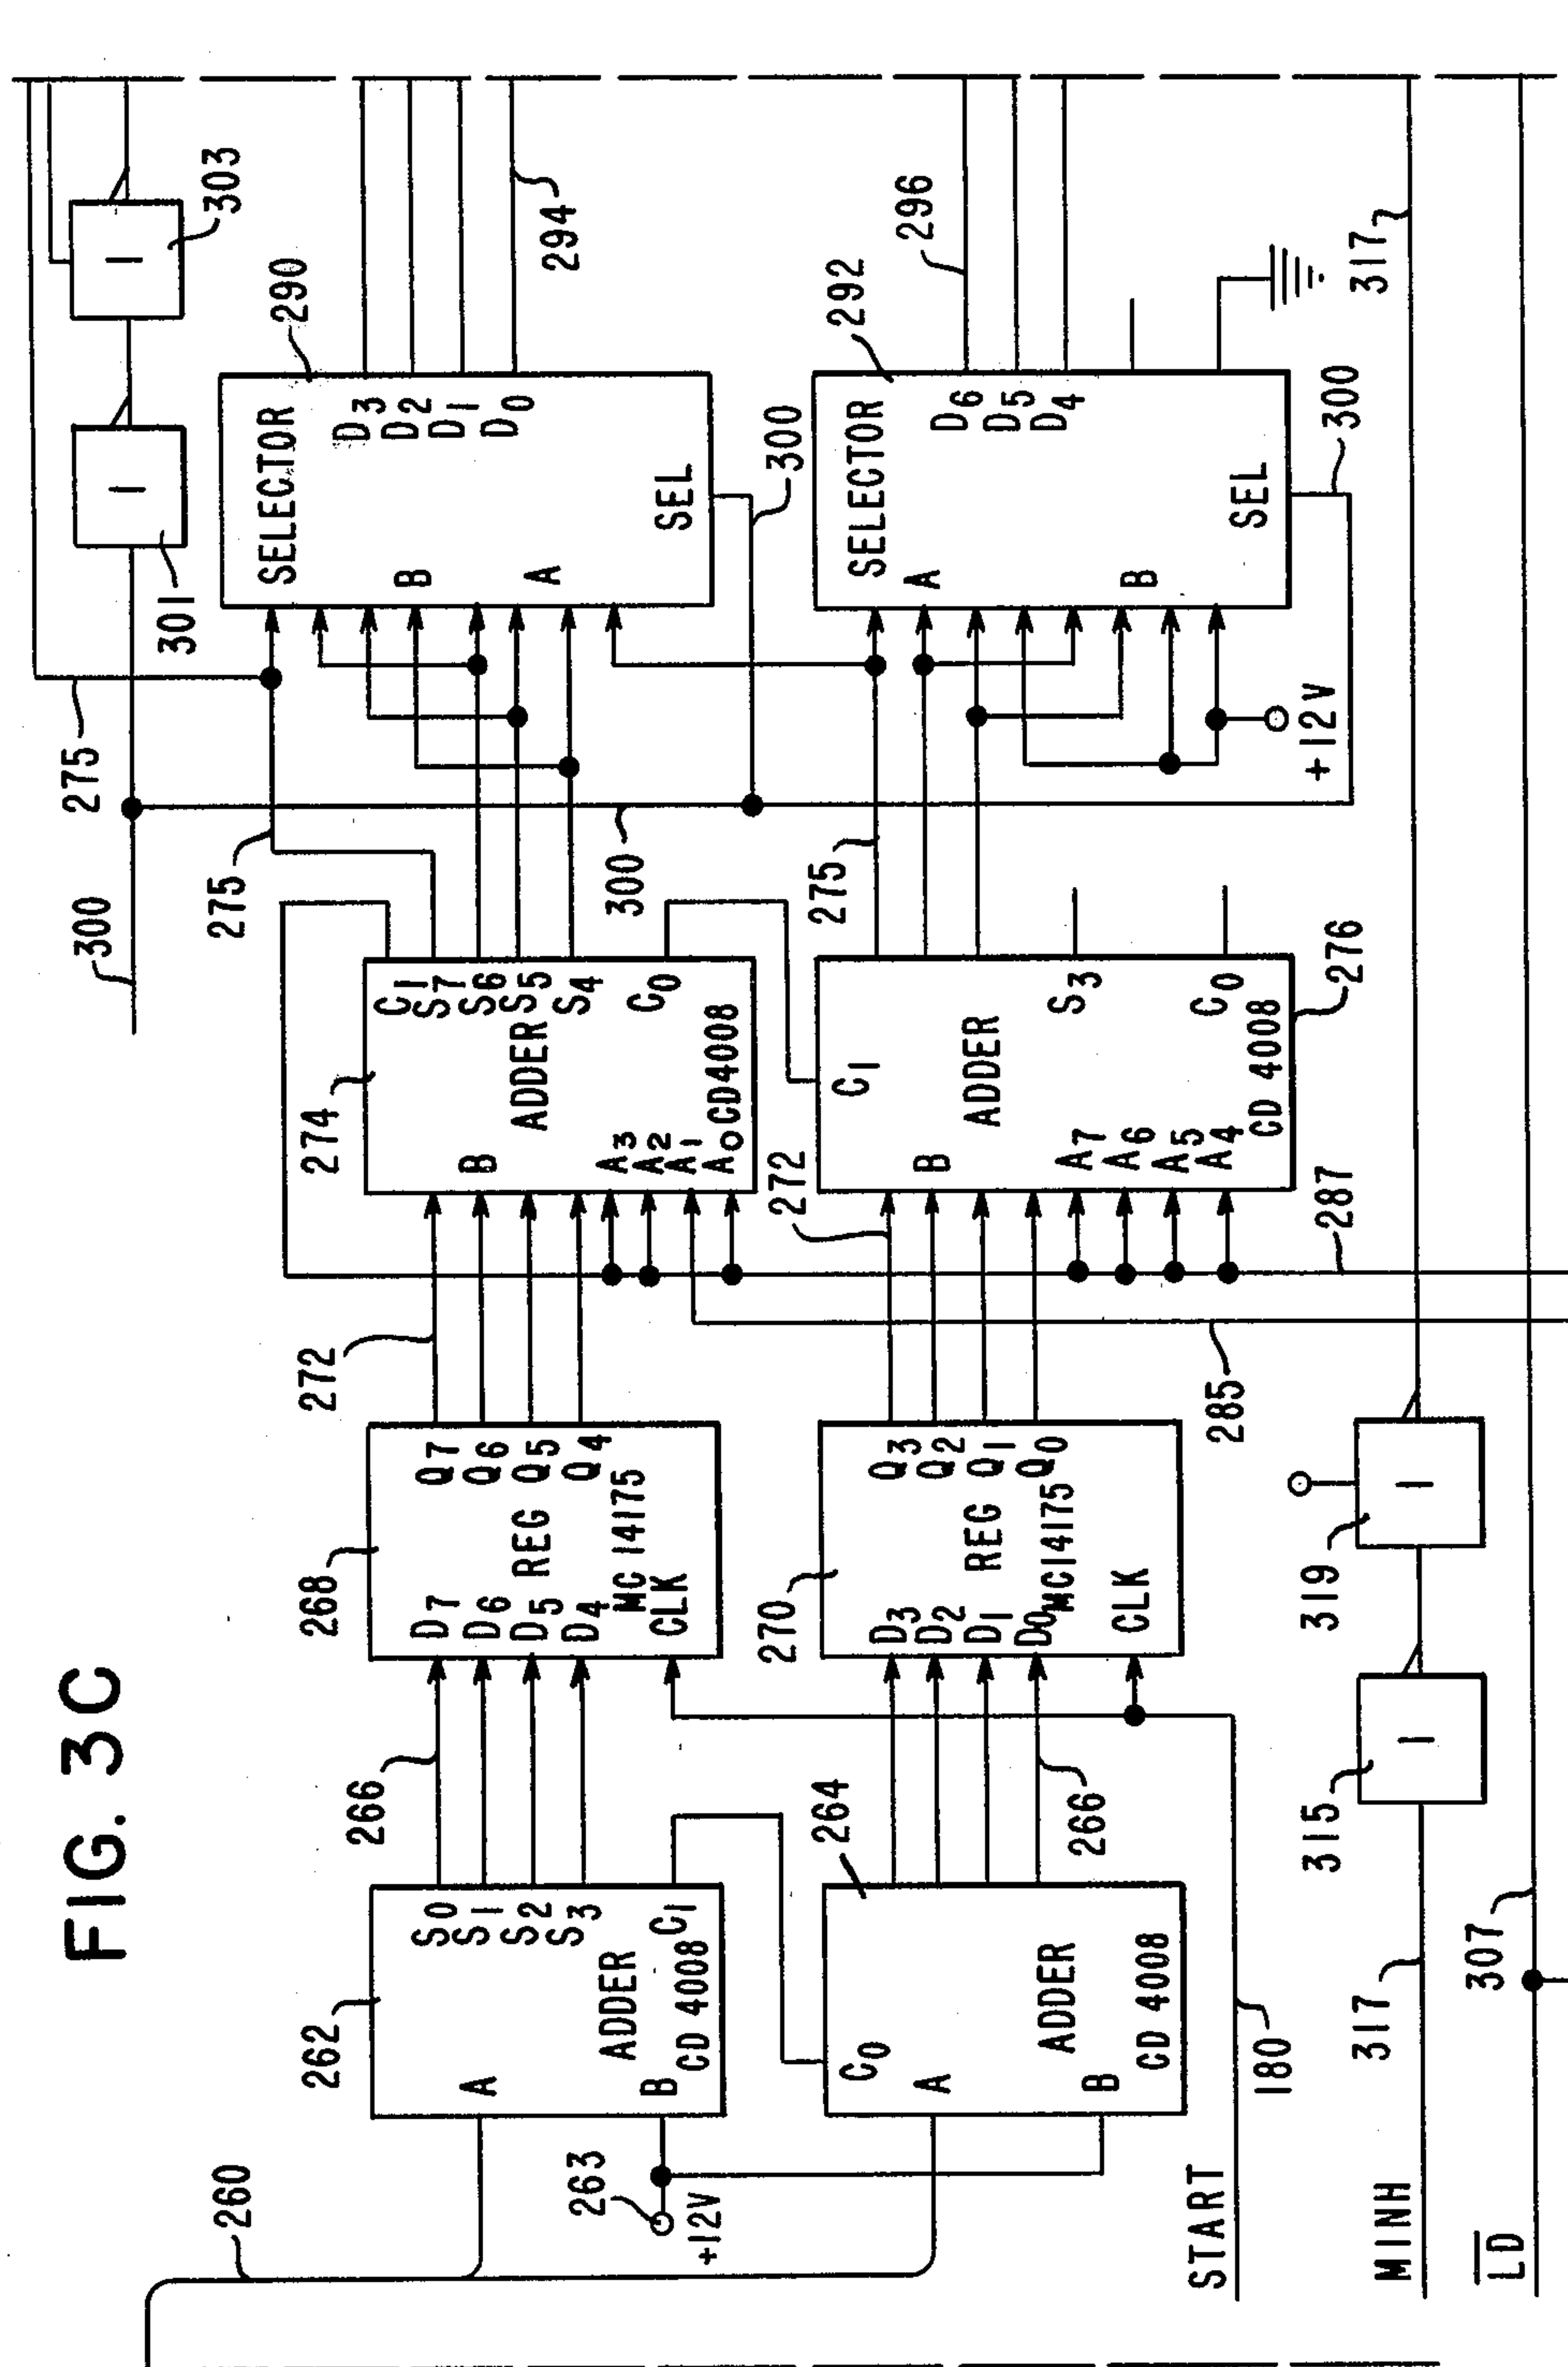 FIG. 3C
260
262
A
S0
S1
S2
S3
ADDER
B
CD 4008
C1
263
+12V
264
C0
A
ADDER
B
CD 4008
266
266
START
180
268
D7
D6
D5
D4
REG
Q7
Q6
Q5
Q4
MC 14175
CLK
270
D3
D2
D1
D0
REG
Q3
Q2
Q1
Q0
MC14175
CLK
272
272
274
B
ADDER
C1
S7
S6
S5
S4
C0
A3
A2
A1
A0
CD4008
276
C1
B
ADDER
S3
A7
A6
A5
A4
C0
CD 4008
285
287
275
275
275
300
300
300
300
290
SELECTOR
B
A
D3
D2
D1
D0
SEL
292
SELECTOR
A
B
D6
D5
D4
SEL
+12V
294
296
301
I
303
I
MINH
317
315
I
319
I
317
LD
307